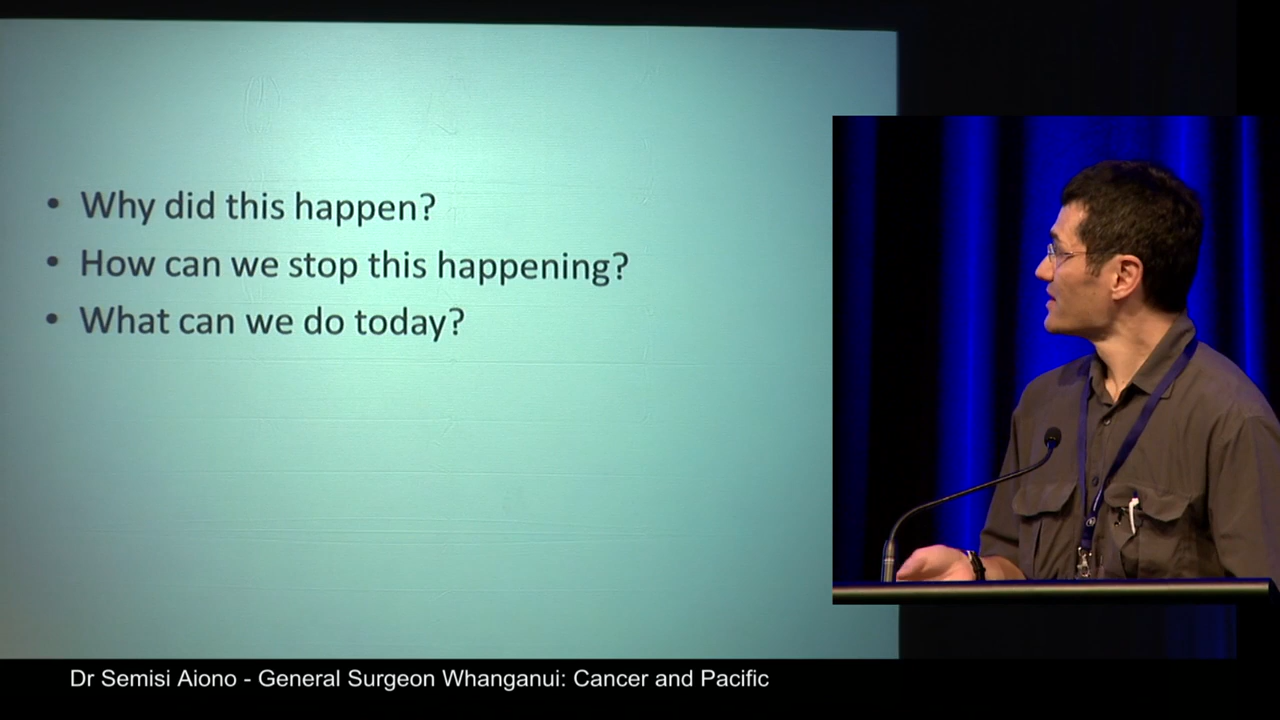 • Why did this happen?
• How can we stop this happening?
• What can we do today?
Dr Semisi Aiono - General Surgeon Whanganui: Cancer and Pacific